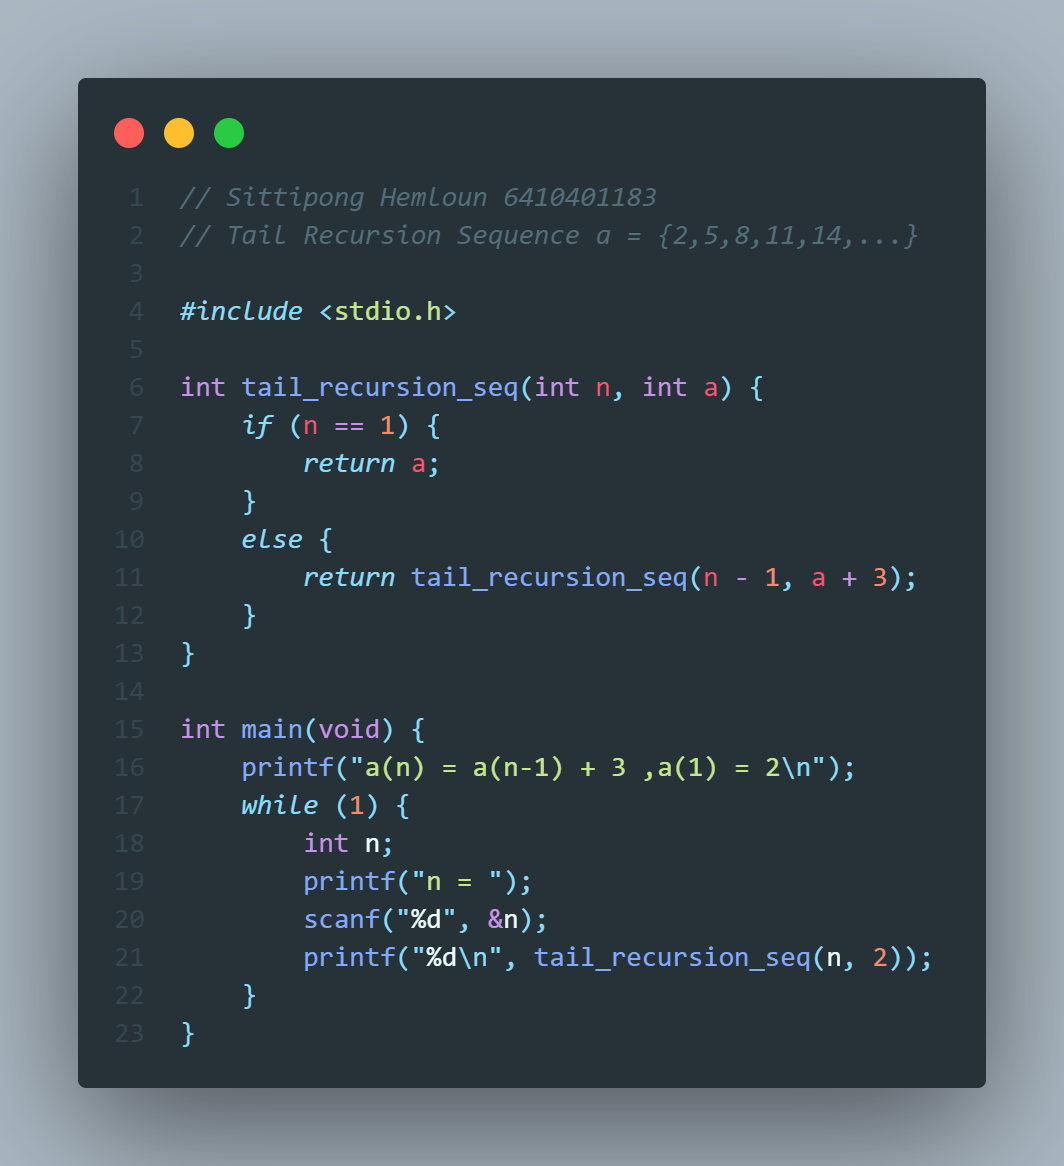 1 // Sittipong Hemloun 6410401183
2 // Tail Recursion Sequence a = {2,5,8,11,14,...}
3
4 #include <stdio.h>
5
6 int tail_recursion_seq(int n, int a) {
7     if (n == 1) {
8         return a;
9     }
10     else {
11         return tail_recursion_seq(n - 1, a + 3);
12     }
13 }
14
15 int main(void) {
16     printf("a(n) = a(n-1) + 3 ,a(1) = 2\n");
17     while (1) {
18         int n;
19         printf("n = ");
20         scanf("%d", &n);
21         printf("%d\n", tail_recursion_seq(n, 2));
22     }
23 }